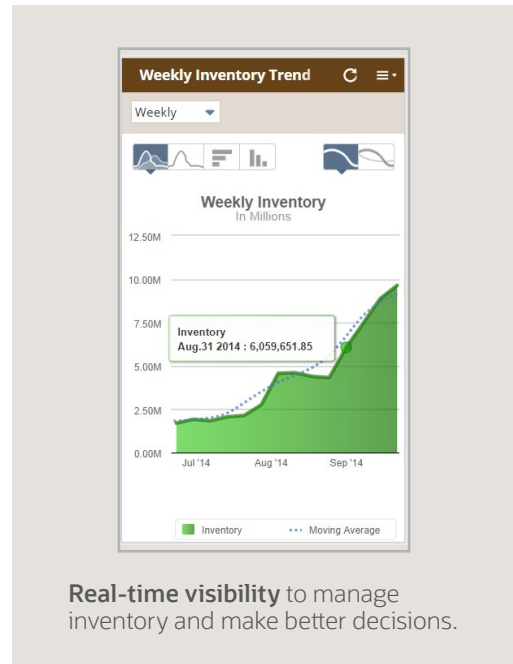 Weekly Inventory Trend
Weekly
Weekly Inventory
In Millions
12.50M
10.00M
7.50M
Inventory
Aug.31 2014 : 6,059,651.85
5.00M
2.50M
0.00M
Jul '14 Aug '14 Sep '14
Inventory Moving Average
Real-time visibility to manage
inventory and make better decisions.